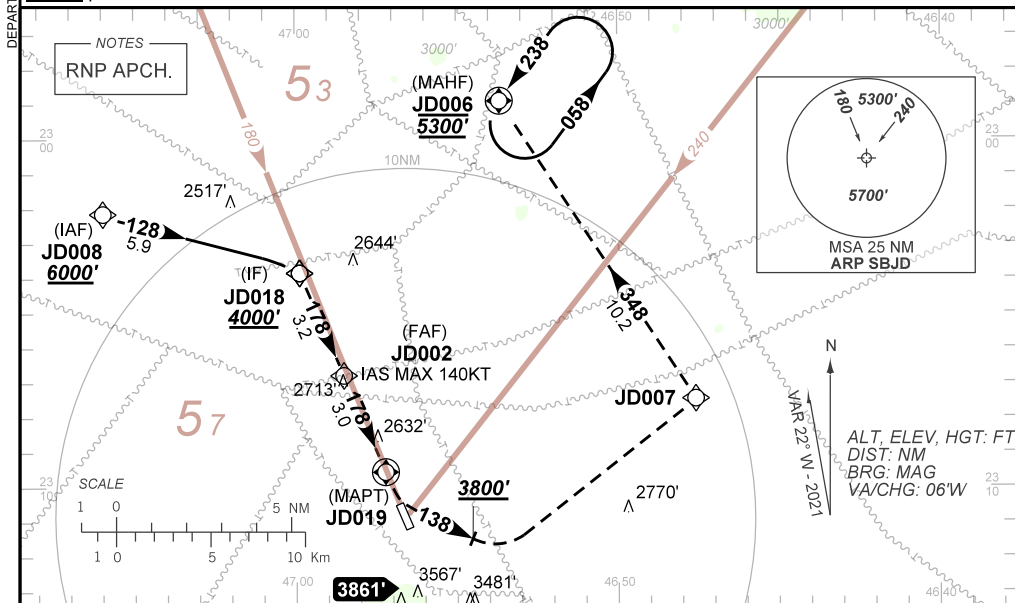 DEPART
NOTES
RNP APCH.
47 00
46 50
46 40
3000'
3000'
5 3
180
240
(MAHF)
JD006
5300'
238
058
23 00
23 00
10NM
180
5300'
240
5700'
MSA 25 NM
ARP SBJD
2517'
(IAF)
JD008
6000'
128
5.9
2644'
(IF)
JD018
4000'
178
3.2
348
10.2
(FAF)
JD002
IAS MAX 140KT
2713'
178
3.0
2632'
JD007
N
VAR 22° W - 2021
ALT, ELEV, HGT: FT
DIST: NM
BRG: MAG
VA/CHG: 06'W
5 7
SCALE
1 0 5 NM
1 0 5 10 Km
23 10
23 10
(MAPT)
JD019
138
3800'
2770'
3861'
3567'
3481'
47 00
46 50
46 40